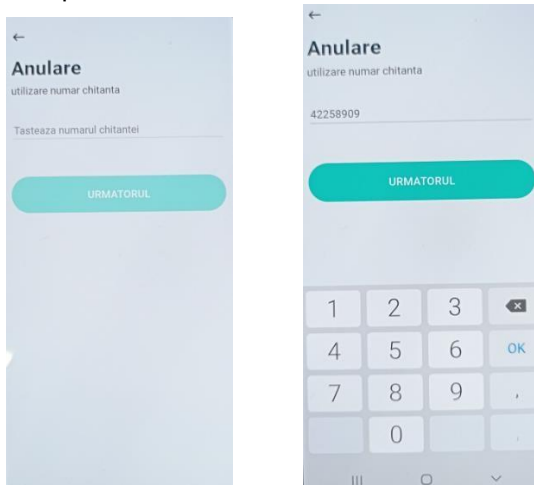 ←
Anulare
utilizare numar chitanta
Tasteaza numarul chitantei
URMATORUL
←
Anulare
utilizare numar chitanta
42258909
URMATORUL
1 2 3
4 5 6 OK
7 8 9 ,
0 ,